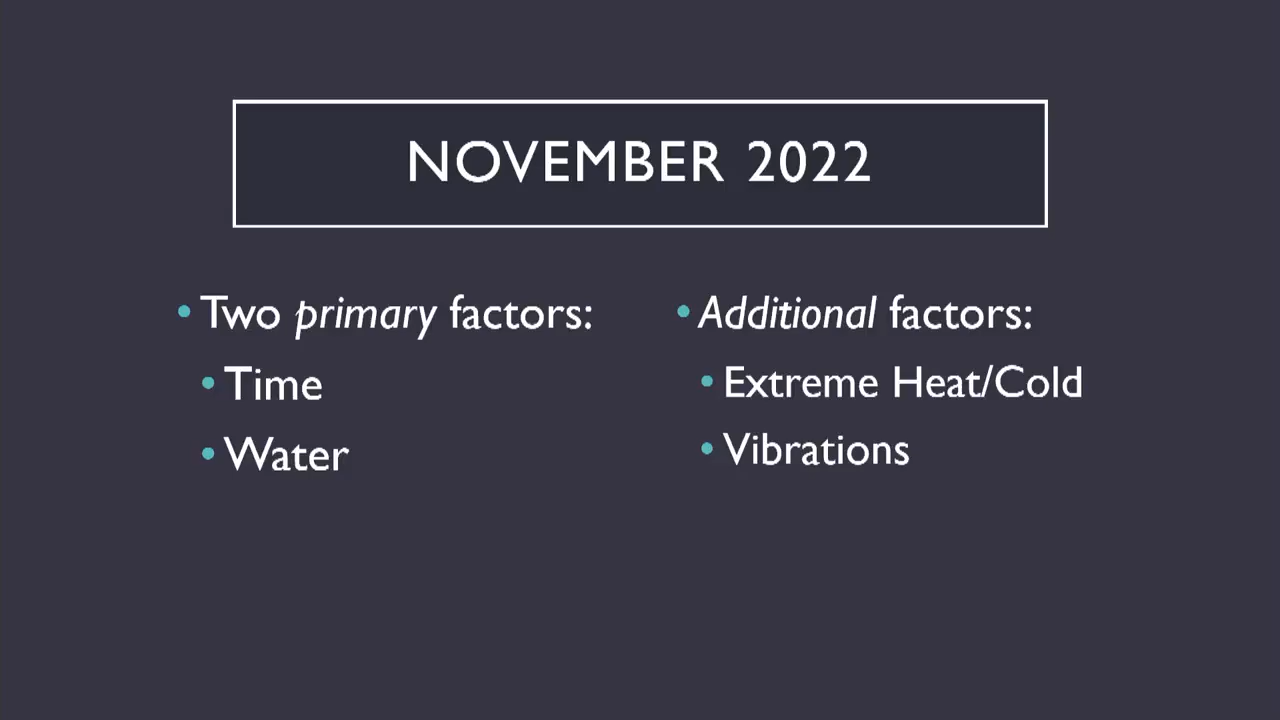 NOVEMBER 2022
• Two primary factors:
• Time
• Water
• Additional factors:
• Extreme Heat/Cold
• Vibrations